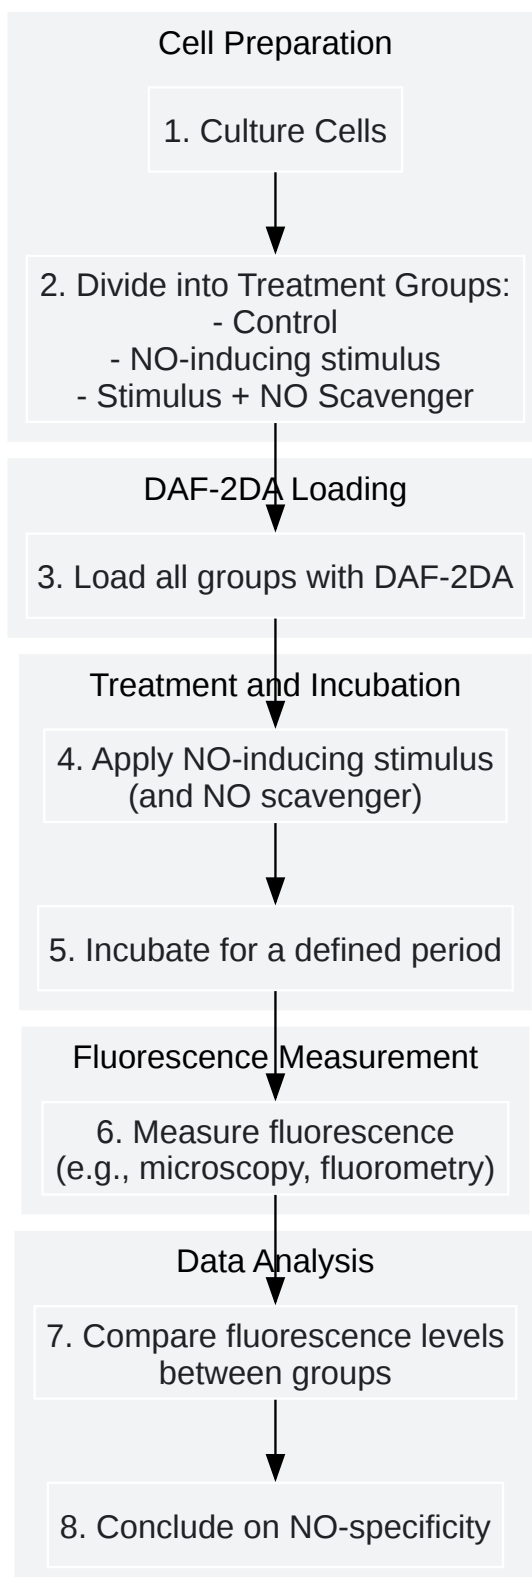 Cell Preparation
1. Culture Cells
2. Divide into Treatment Groups:
- Control
- NO-inducing stimulus
- Stimulus + NO Scavenger
DAF-2DA Loading
3. Load all groups with DAF-2DA
Treatment and Incubation
4. Apply NO-inducing stimulus
(and NO scavenger)
5. Incubate for a defined period
Fluorescence Measurement
6. Measure fluorescence
(e.g., microscopy, fluorometry)
Data Analysis
7. Compare fluorescence levels
between groups
8. Conclude on NO-specificity